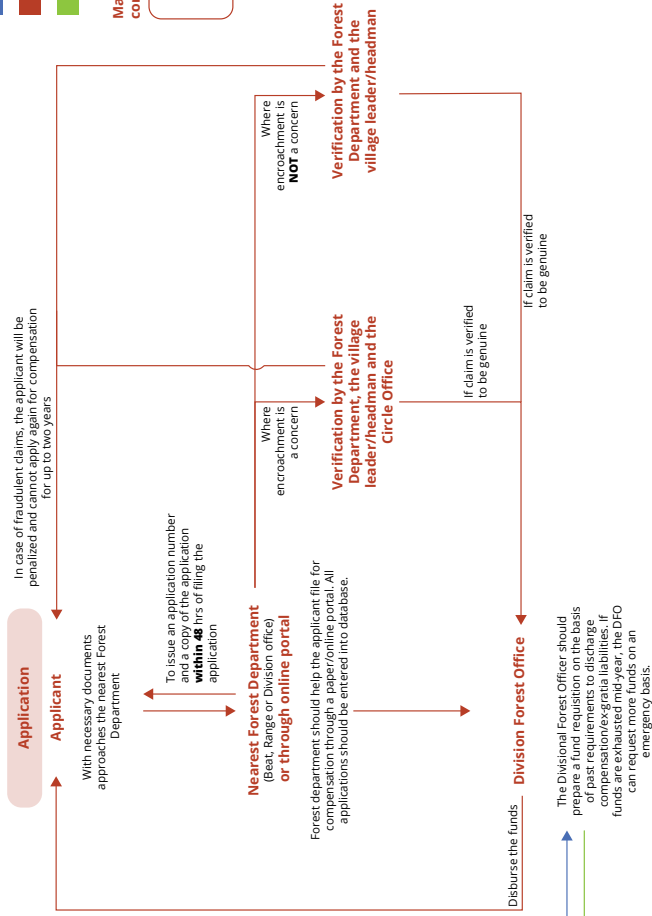 Application
Applicant
In case of fraudulent claims, the applicant will be
penalized and cannot apply again for compensation
for up to two years
With necessary documents
approaches the nearest Forest
Department
To issue an application number
and a copy of the application
within 48 hrs of filing the
application
Nearest Forest Department
(Beat, Range or Division office)
or through online portal
Where
encroachment is
a concern
Where
encroachment is
NOT a concern
Forest department should help the applicant file for
compensation through a paper/online portal. All
applications should be entered into database.
Verification by the Forest
Department, the village
leader/headman and the
Circle Office
Verification by the Forest
Department and the
village leader/headman
If claim is verified
to be genuine
If claim is verified
to be genuine
Division Forest Office
Disburse the funds
The Divisional Forest Officer should
prepare a fund requisition on the basis
of past requirements to discharge
compensation/ex-gratia liabilities. If
funds are exhausted mid-year, the DFO
can request more funds on an
emergency basis.